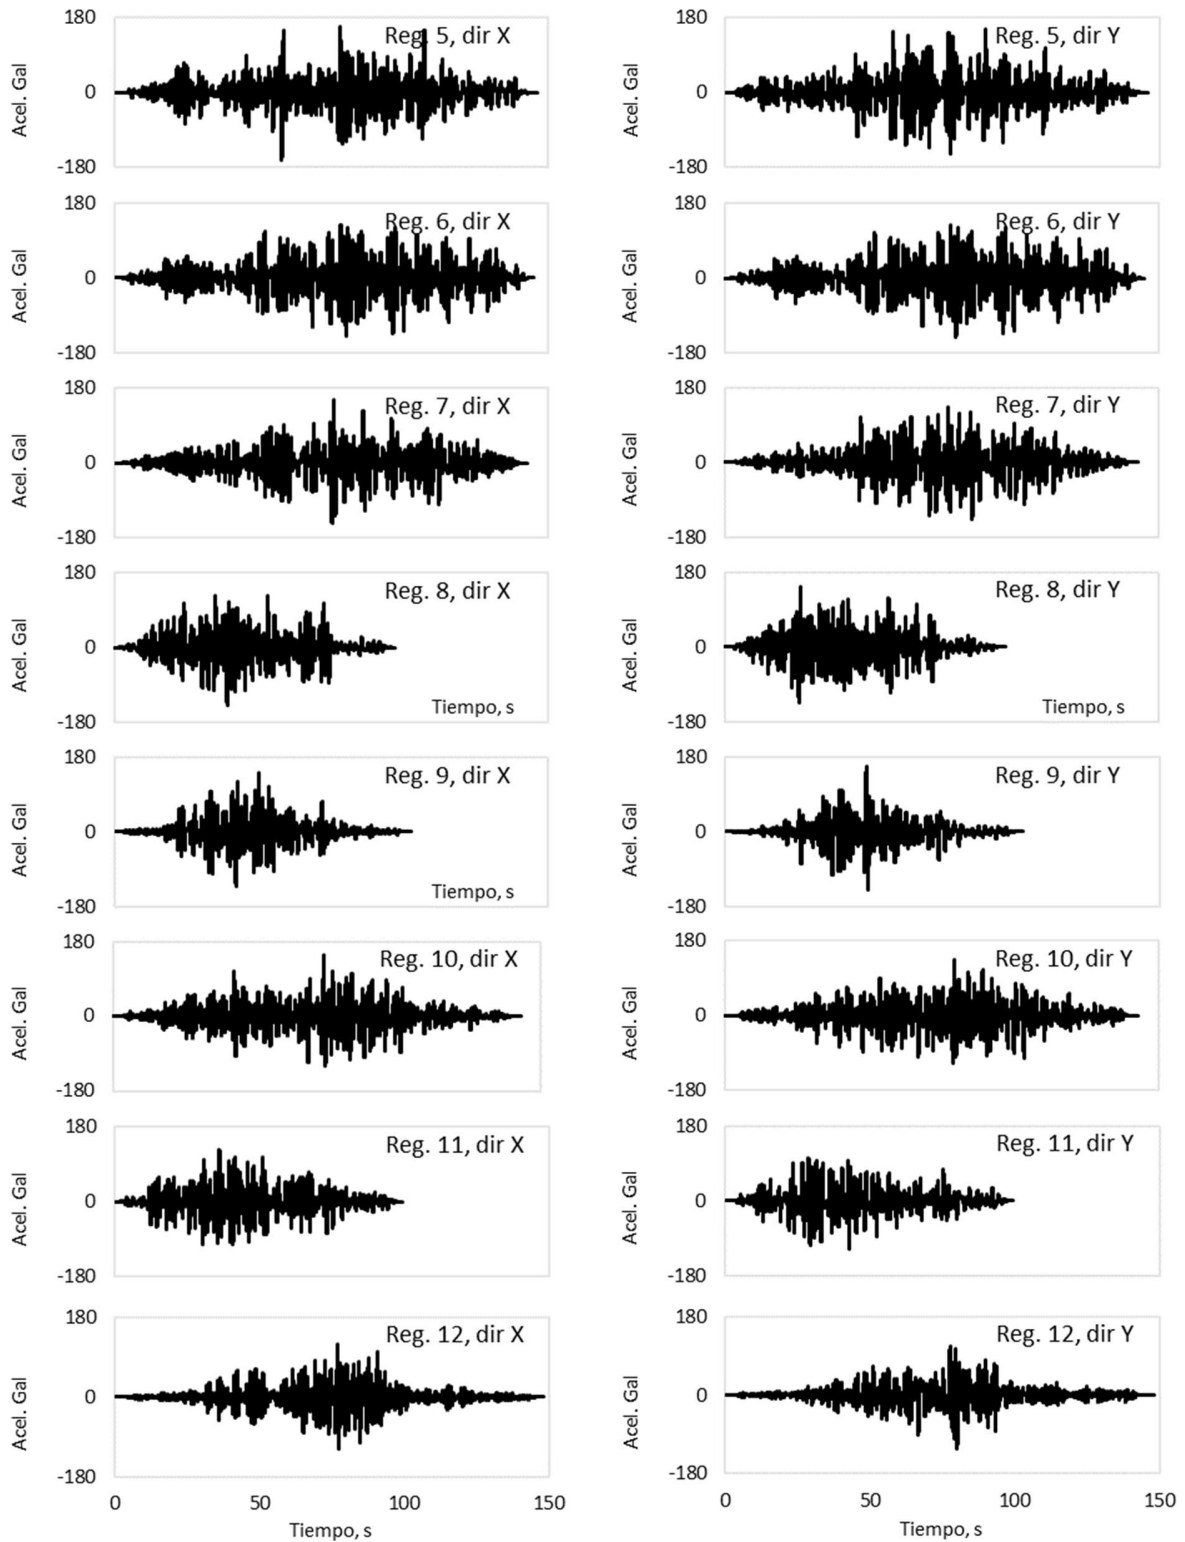 180 Reg. 5, dir X
Acel. Gal
0
-180
180 Reg. 5, dir Y
Acel. Gal
0
-180
180 Reg. 6, dir X
Acel. Gal
0
-180
180 Reg. 6, dir Y
Acel. Gal
0
-180
180 Reg. 7, dir X
Acel. Gal
0
-180
180 Reg. 7, dir Y
Acel. Gal
0
-180
180 Reg. 8, dir X
Acel. Gal
0
Tiempo, s
-180
180 Reg. 8, dir Y
Acel. Gal
0
Tiempo, s
-180
180 Reg. 9, dir X
Acel. Gal
0
Tiempo, s
-180
180 Reg. 9, dir Y
Acel. Gal
0
-180
180 Reg. 10, dir X
Acel. Gal
0
-180
180 Reg. 10, dir Y
Acel. Gal
0
-180
180 Reg. 11, dir X
Acel. Gal
0
-180
180 Reg. 11, dir Y
Acel. Gal
0
-180
180 Reg. 12, dir X
Acel. Gal
0
-180
0 50 100 150
Tiempo, s
180 Reg. 12, dir Y
Acel. Gal
0
-180
0 50 100 150
Tiempo, s